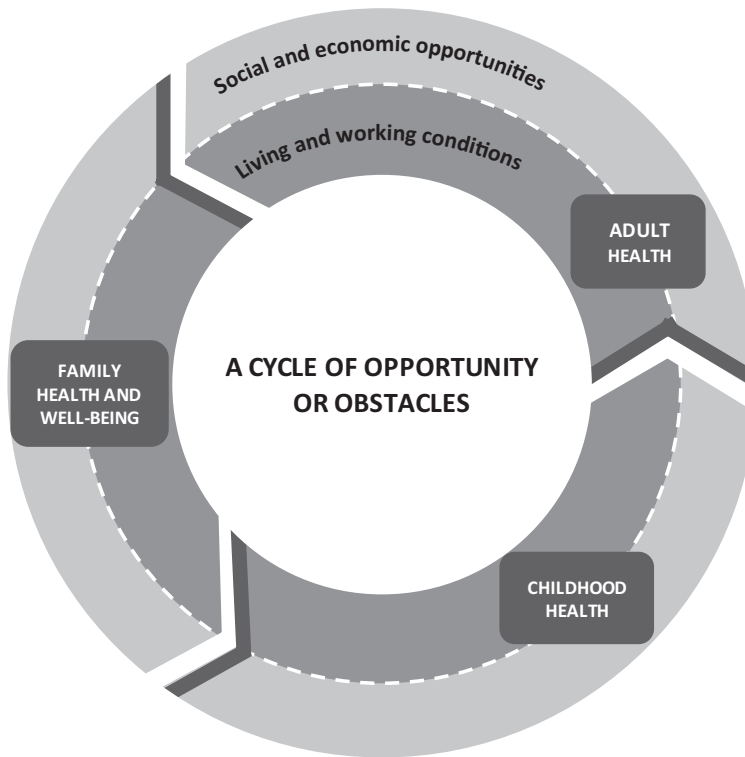 Social and economic opportunities
Living and working conditions
ADULT
HEALTH
A CYCLE OF OPPORTUNITY
OR OBSTACLES
FAMILY
HEALTH AND
WELL-BEING
CHILDHOOD
HEALTH